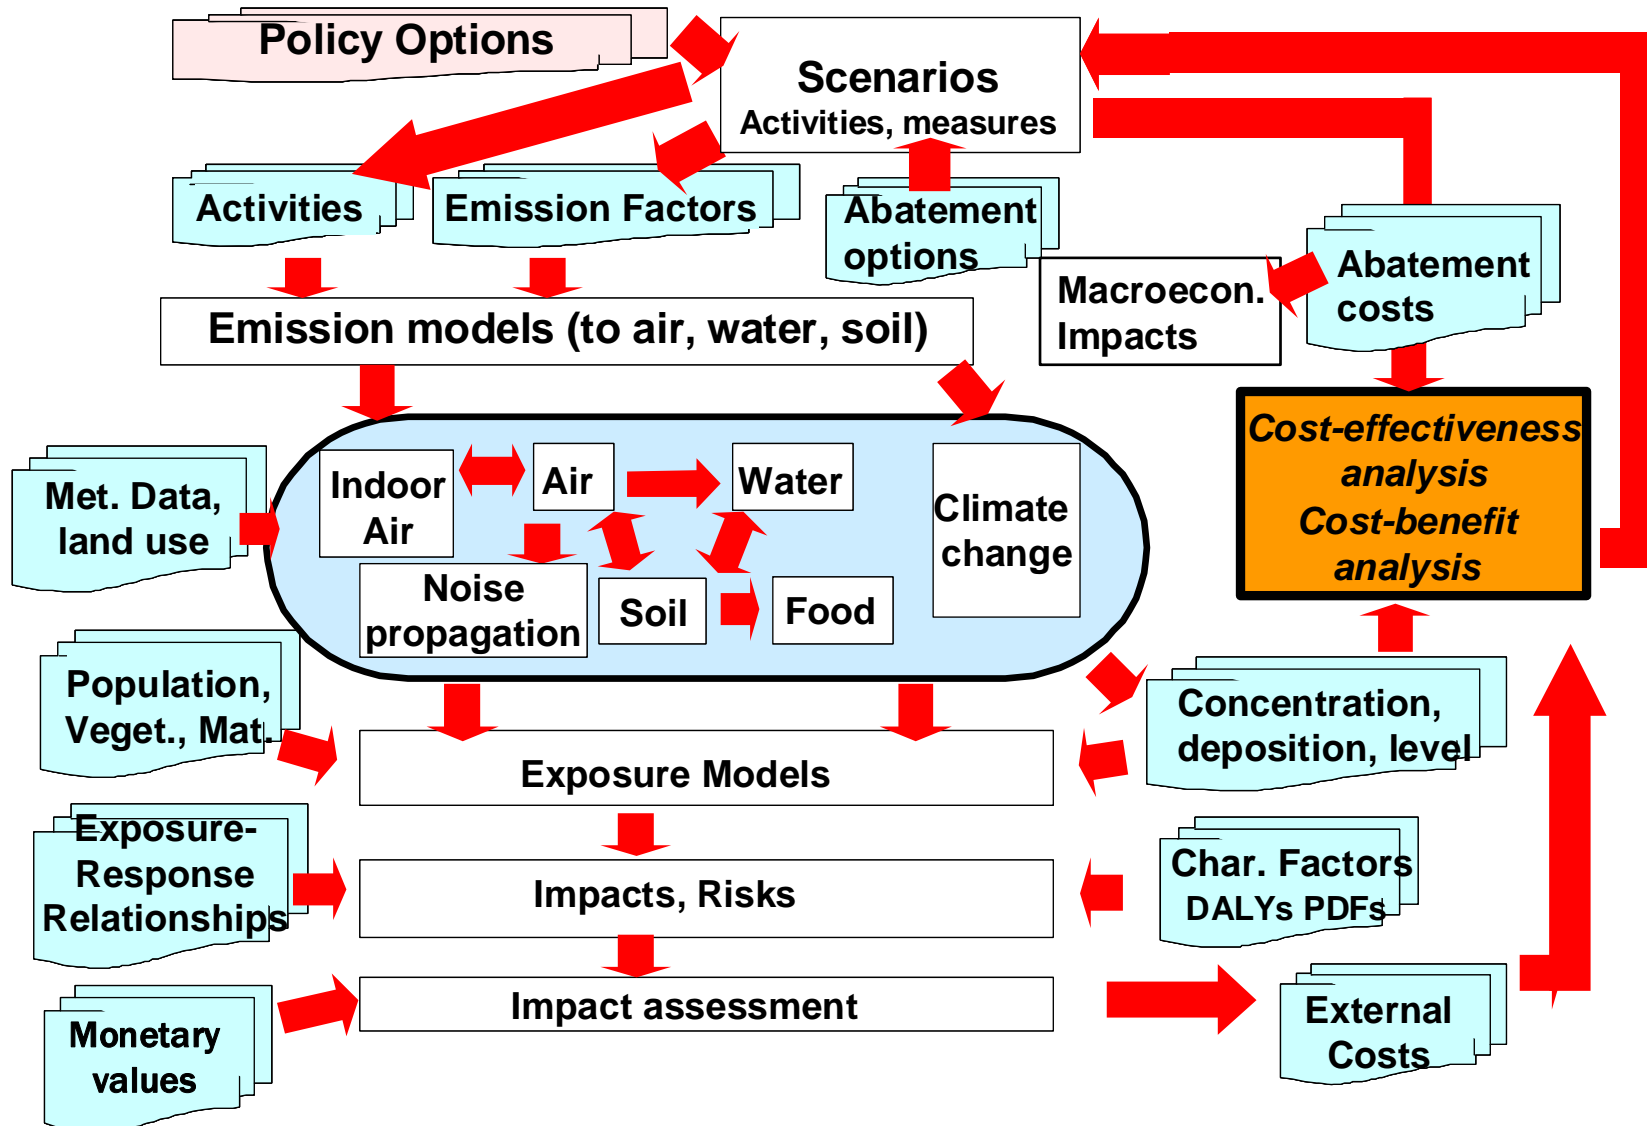 Policy Options
Scenarios
Activities, measures
Activities
Emission Factors
Abatement
options
Macroecon.
Impacts
Abatement
costs
Emission models (to air, water, soil)
Cost-effectiveness
analysis
Cost-benefit
analysis
Met. Data,
land use
Indoor
Air
Air
Water
Climate
change
Noise
propagation
Soil
Food
Population,
Veget., Mat.
Concentration,
deposition, level
Exposure Models
Exposure-
Response
Relationships
Impacts, Risks
Char. Factors
DALYs PDFs
Monetary
values
Impact assessment
External
Costs